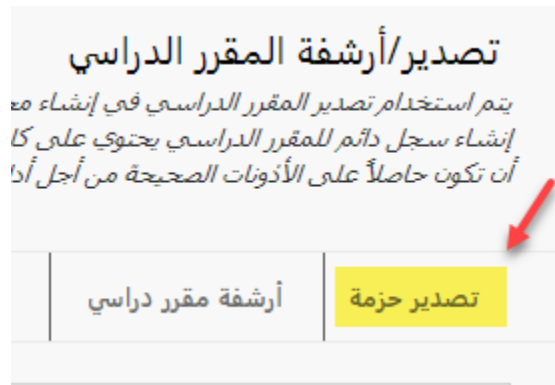 تصدير/أرشفة المقرر الدراسي
يتم استخدام تصدير المقرر الدراسي في إنشاء
إنشاء سجل دائم للمقرر الدراسي يحتوي على
أن تكون حاصلاً على الأذونات الصحيحة من أجل
تصدير حزمة
أرشفة مقرر دراسي